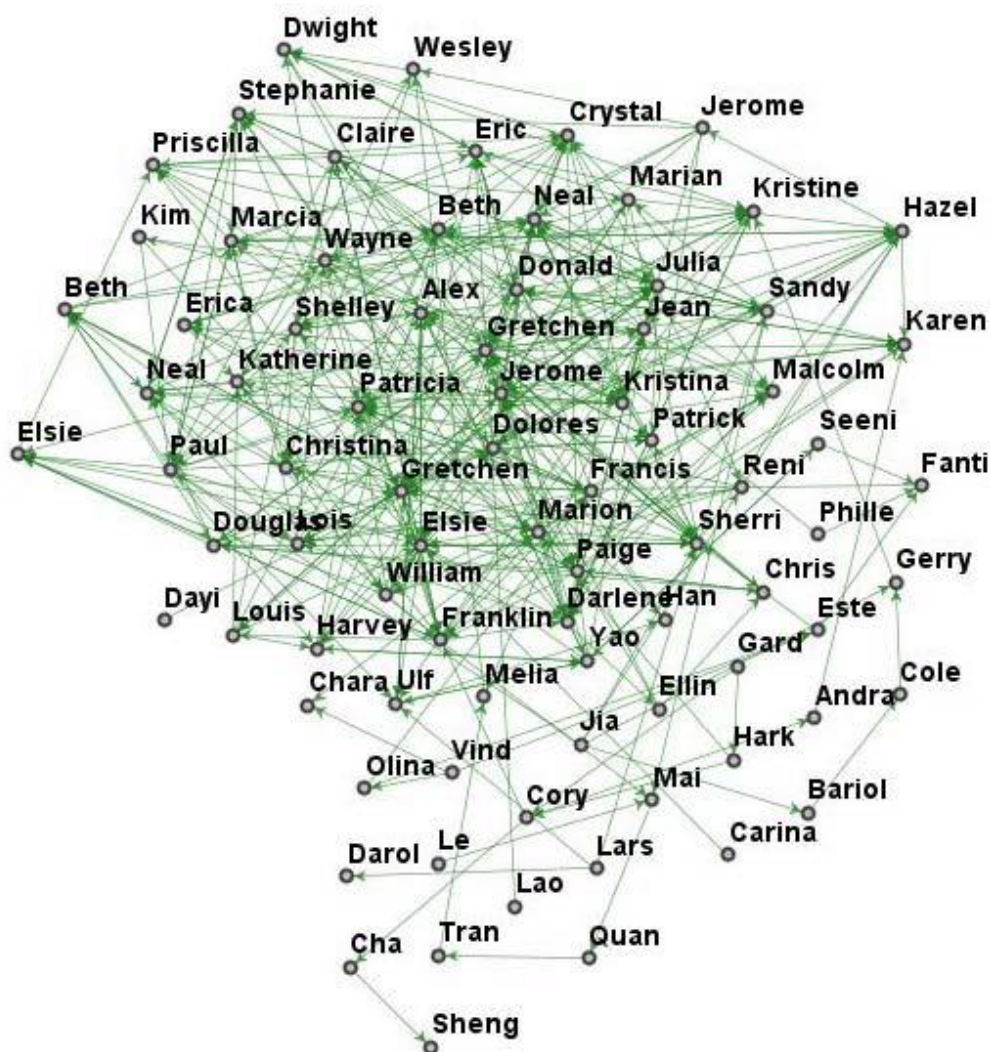 Dwight
Wesley
Stephanie
Crystal
Jerome
Claire
Eric
Priscilla
Neal
Marian
Kristine
Kim
Marcia
Beth
Hazel
Wayne
Donald
Julia
Beth
Erica
Shelley
Alex
Jean
Sandy
Gretchen
Karen
Neal
Katherine
Patricia
Jerome
Kristina
Malcolm
Patrick
Elsie
Paul
Christina
Dolores
Seeni
Gretchen
Francis
Reni
Fanti
Douglas
Lois
Elsie
Marion
Sherri
Phille
Paige
William
Chris
Gerry
Dayi
Louis
Harvey
Franklin
Darlene
Han
Este
Yao
Gard
Chara
Ulf
Melia
Ellin
Andra
Cole
Jia
Hark
Olina
Vind
Mai
Bariol
Cory
Carina
Darol
Le
Lars
Lao
Cha
Tran
Quan
Sheng